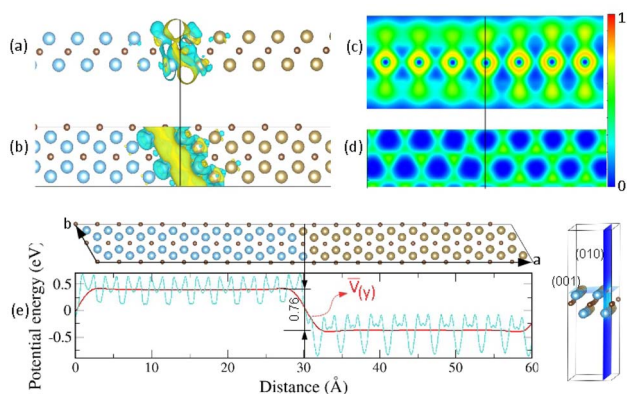 (a)
(b)
(c)
1
(d)
0
b
a
(e)
Potential energy (eV)
0.5
0
-0.5
0.76
V̅(y)
0 10 20 30 40 50 60
Distance (Å)
(010)
(001)